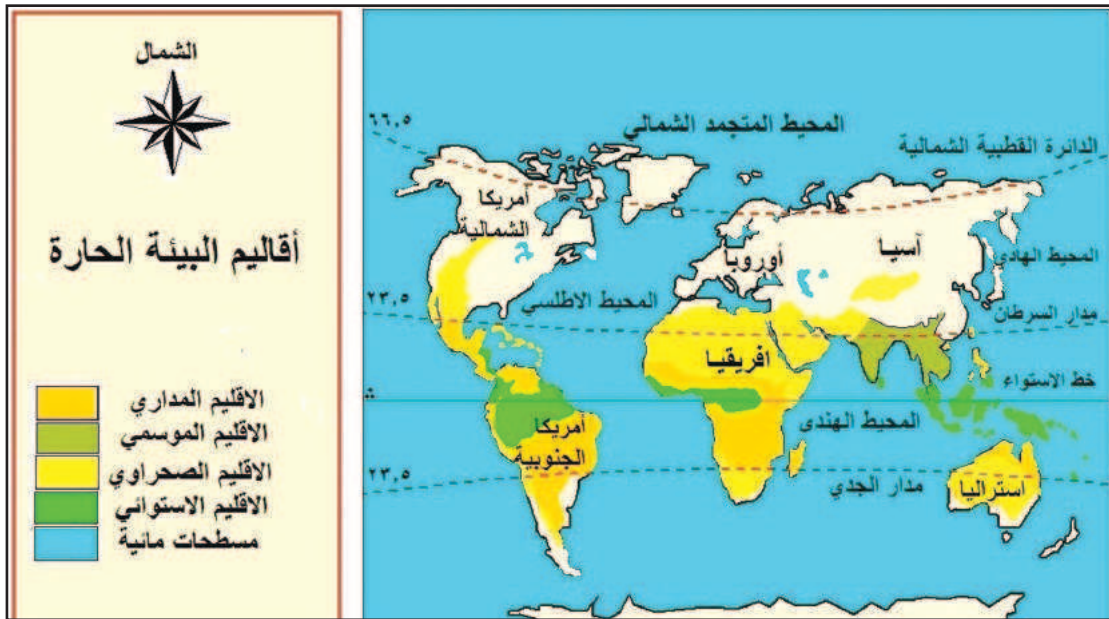 الشمال
أقاليم البيئة الحارة
الاقليم المداري
الاقليم الموسمي
الاقليم الصحراوي
الاقليم الاستوائي
مسطحات مائية
٦٦,٥
المحيط المتجمد الشمالي
الدائرة القطبية الشمالية
أمريكا
الشمالية
أوروبا
آسيا
المحيط الهادي
٢٣,٥
المحيط الاطلسي
مدار السرطان
افريقيا
خط الاستواء
أمريكا
الجنوبية
المحيط الهندي
٢٣,٥
مدار الجدي
استراليا